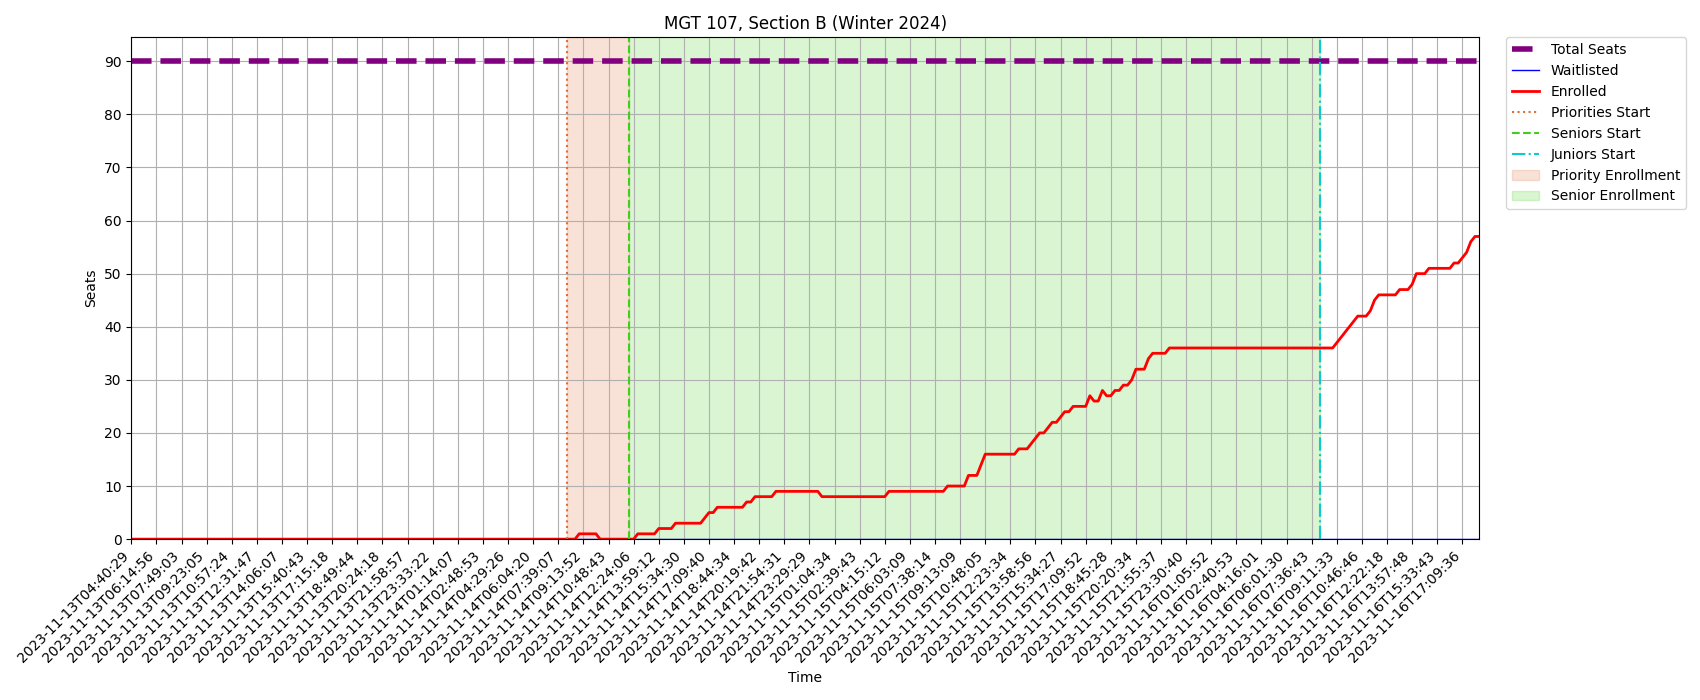 MGT 107, Section B (Winter 2024)
Total Seats
Waitlisted
Enrolled
Priorities Start
Seniors Start
Juniors Start
Priority Enrollment
Senior Enrollment
Seats
90
80
70
60
50
40
30
20
10
0
2023-11-13T04:40:29
2023-11-13T06:14:56
2023-11-13T07:49:03
2023-11-13T09:23:05
2023-11-13T10:57:24
2023-11-13T12:31:47
2023-11-13T14:06:07
2023-11-13T15:40:43
2023-11-13T17:15:18
2023-11-13T18:49:44
2023-11-13T20:24:18
2023-11-13T21:58:57
2023-11-13T23:33:22
2023-11-14T01:14:07
2023-11-14T02:48:53
2023-11-14T04:29:26
2023-11-14T06:04:20
2023-11-14T07:39:07
2023-11-14T09:13:52
2023-11-14T10:48:43
2023-11-14T12:24:06
2023-11-14T13:59:12
2023-11-14T15:34:30
2023-11-14T17:09:40
2023-11-14T18:44:34
2023-11-14T20:19:42
2023-11-14T21:54:31
2023-11-14T23:29:29
2023-11-15T01:04:34
2023-11-15T02:39:43
2023-11-15T04:15:12
2023-11-15T06:03:09
2023-11-15T07:38:14
2023-11-15T09:13:09
2023-11-15T10:48:05
2023-11-15T12:23:34
2023-11-15T13:58:56
2023-11-15T15:34:27
2023-11-15T17:09:52
2023-11-15T18:45:28
2023-11-15T20:20:34
2023-11-15T21:55:37
2023-11-15T23:30:40
2023-11-16T01:05:52
2023-11-16T02:40:53
2023-11-16T04:16:01
2023-11-16T06:01:30
2023-11-16T07:36:43
2023-11-16T09:11:33
2023-11-16T10:46:46
2023-11-16T12:22:18
2023-11-16T13:57:48
2023-11-16T15:33:43
2023-11-16T17:09:36
Time